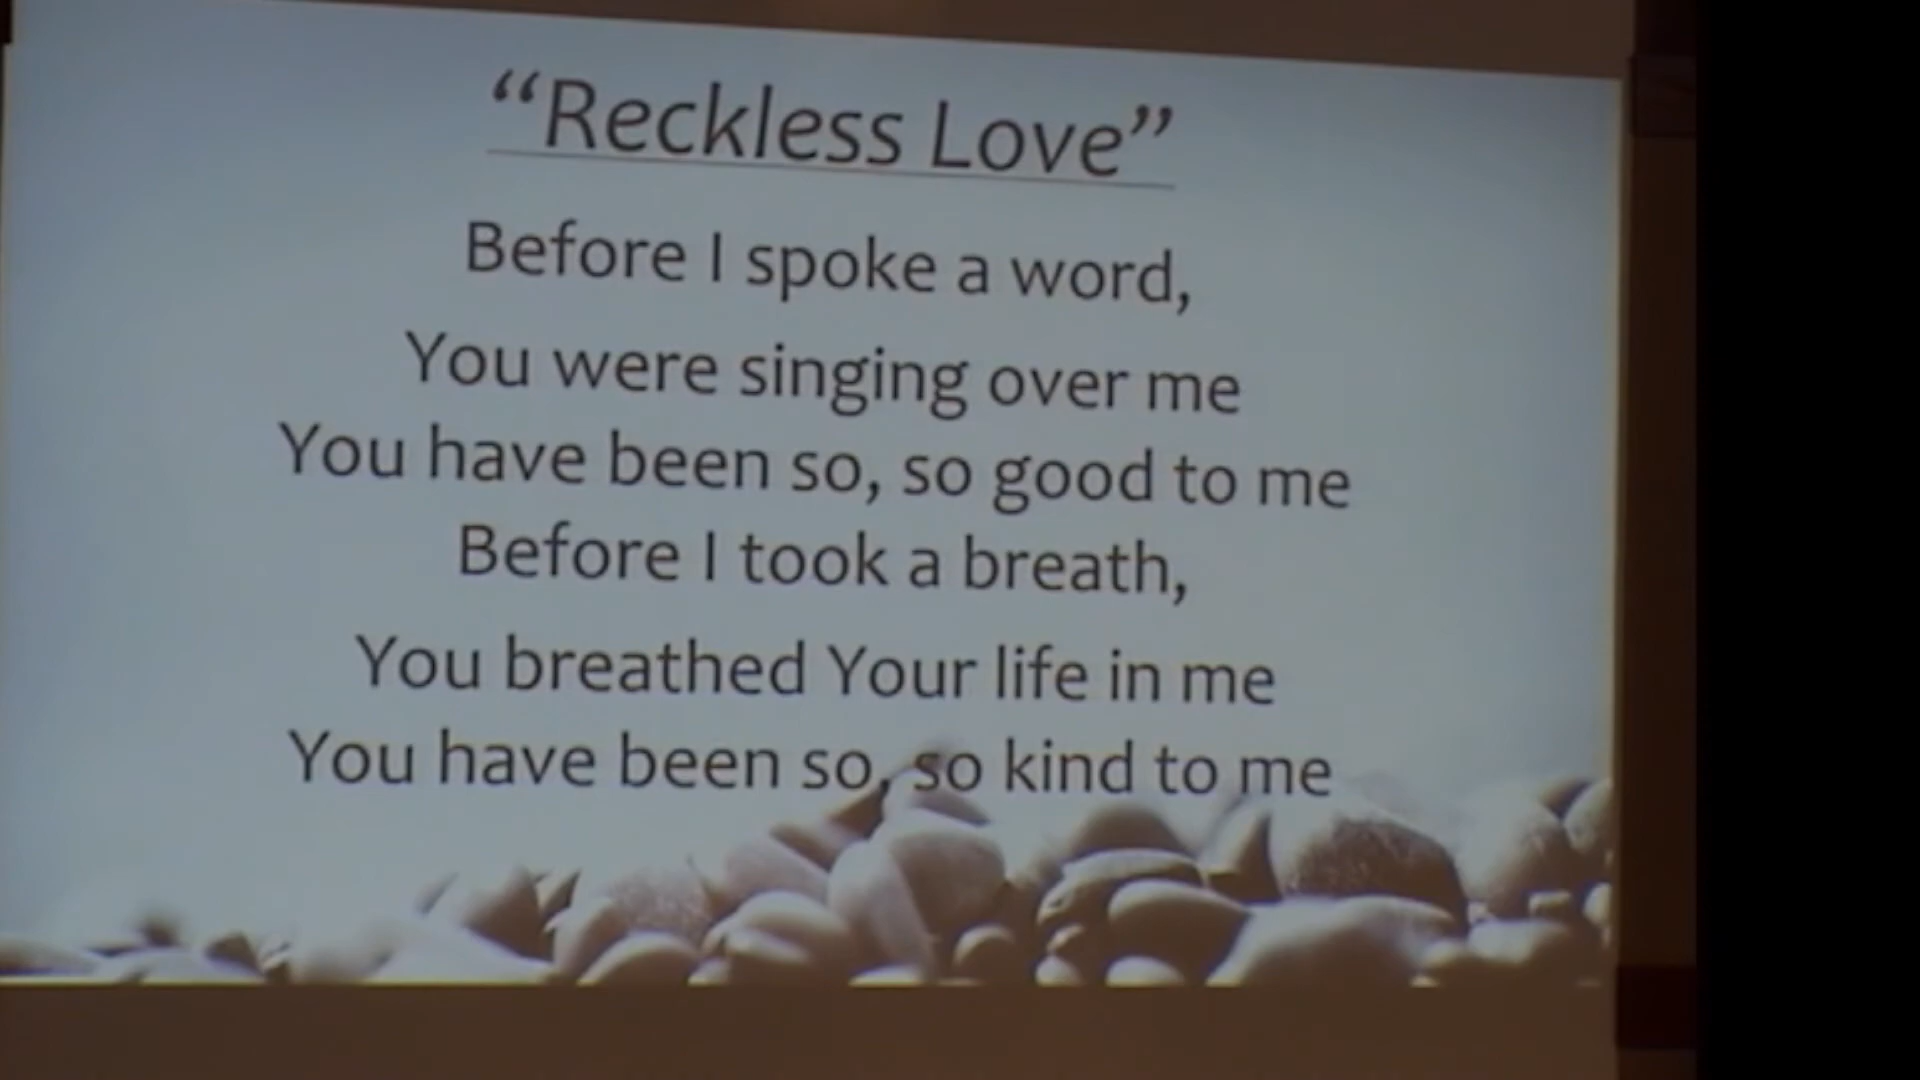 “Reckless Love”
Before I spoke a word,
You were singing over me
You have been so, so good to me
Before I took a breath,
You breathed Your life in me
You have been so, so kind to me